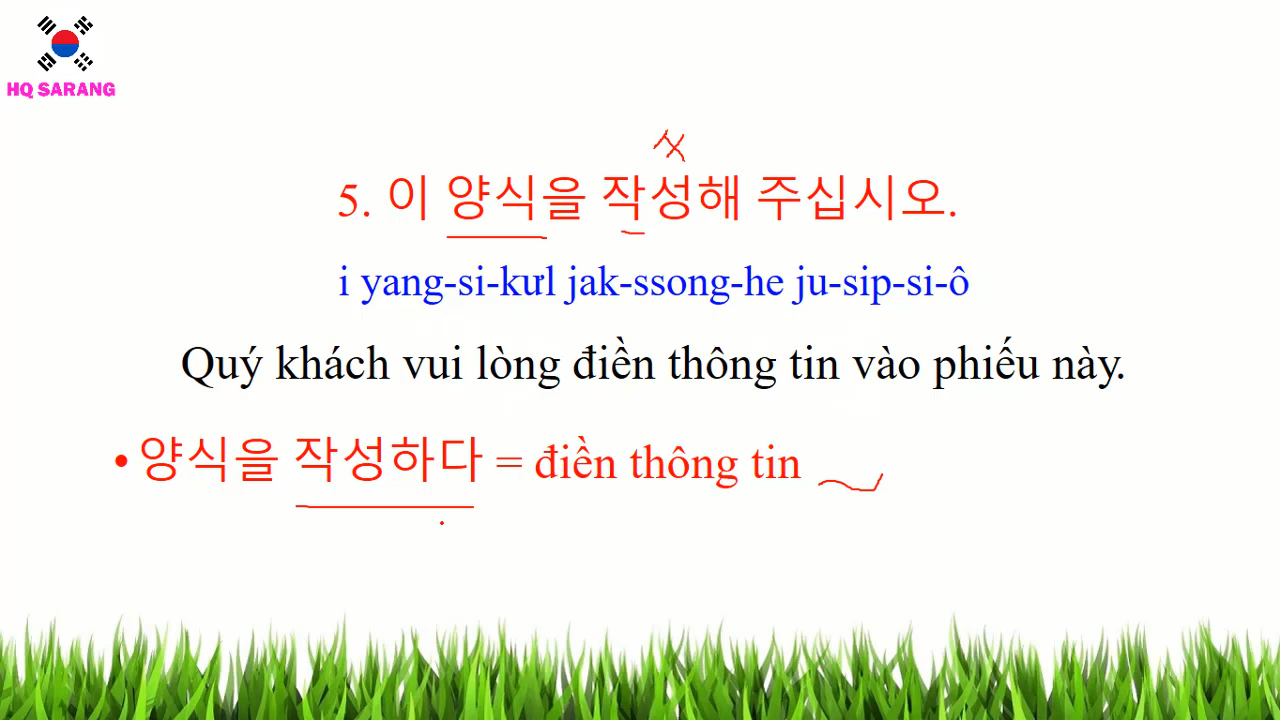 HQ SARANG
ㅆ
5. 이 양식을 작성해 주십시오.
i yang-si-kưl jak-ssong-he ju-sip-si-ô
Quý khách vui lòng điền thông tin vào phiếu này.
• 양식을 작성하다 = điền thông tin